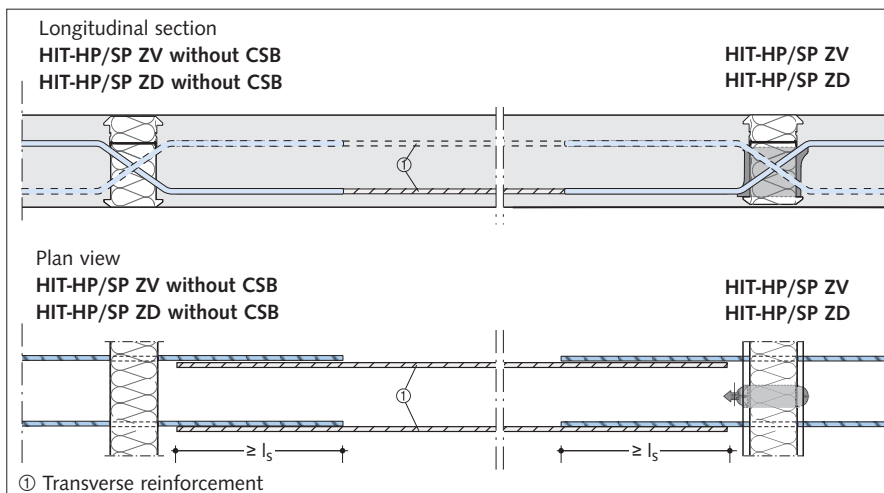 Longitudinal section
HIT-HP/SP ZV without CSB
HIT-HP/SP ZD without CSB
HIT-HP/SP ZV
HIT-HP/SP ZD
①
Plan view
HIT-HP/SP ZV without CSB
HIT-HP/SP ZD without CSB
HIT-HP/SP ZV
HIT-HP/SP ZD
①
≥ ls
≥ ls
① Transverse reinforcement